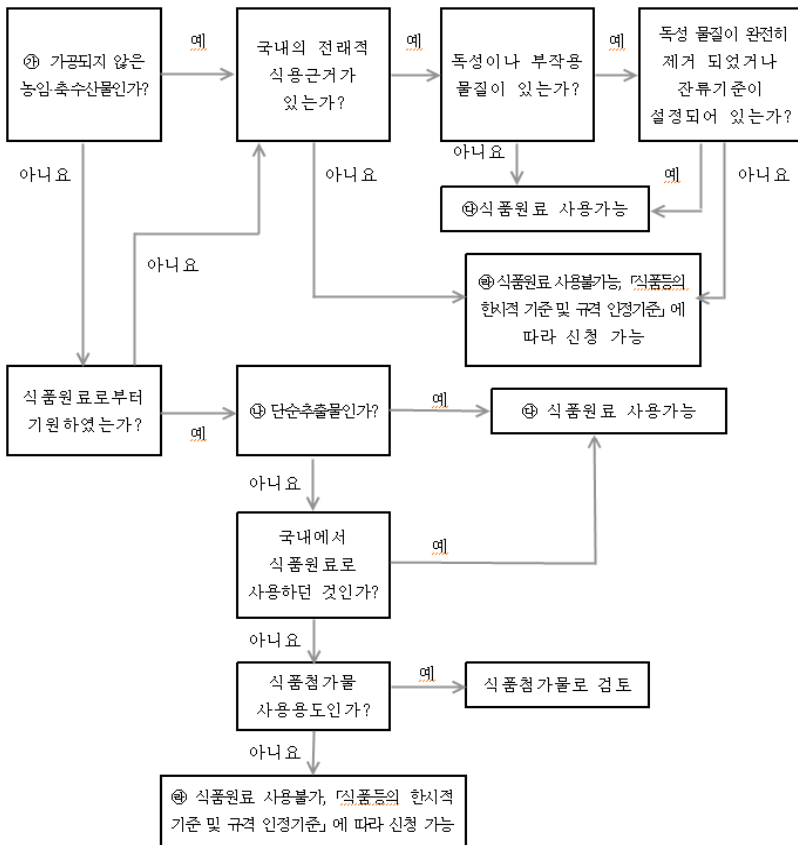 ㉮ 가공되지 않은
농임·축수산물인가?
예
국내의 전래적
식용근거가
있는가?
예
독성이나 부작용
물질이 있는가?
예
독성 물질이 완전히
제거 되었거나
잔류기준이
설정되어 있는가?
아니요
아니요
아니요
예
아니요
㉰식품원료 사용가능
아니요
㉱식품원료 사용불가능, 「식품등의
한시적 기준 및 규격 인정기준」에
따라 신청 가능
식품원료로부터
기원하였는가?
예
㉯ 단순추출물인가?
예
㉰ 식품원료 사용가능
아니요
국내에서
식품원료로
사용하던 것인가?
예
아니요
식품첨가물
사용용도인가?
예
식품첨가물로 검토
아니요
㉱ 식품원료 사용불가, 「식품등의 한시적
기준 및 규격 인정기준」에 따라 신청 가능